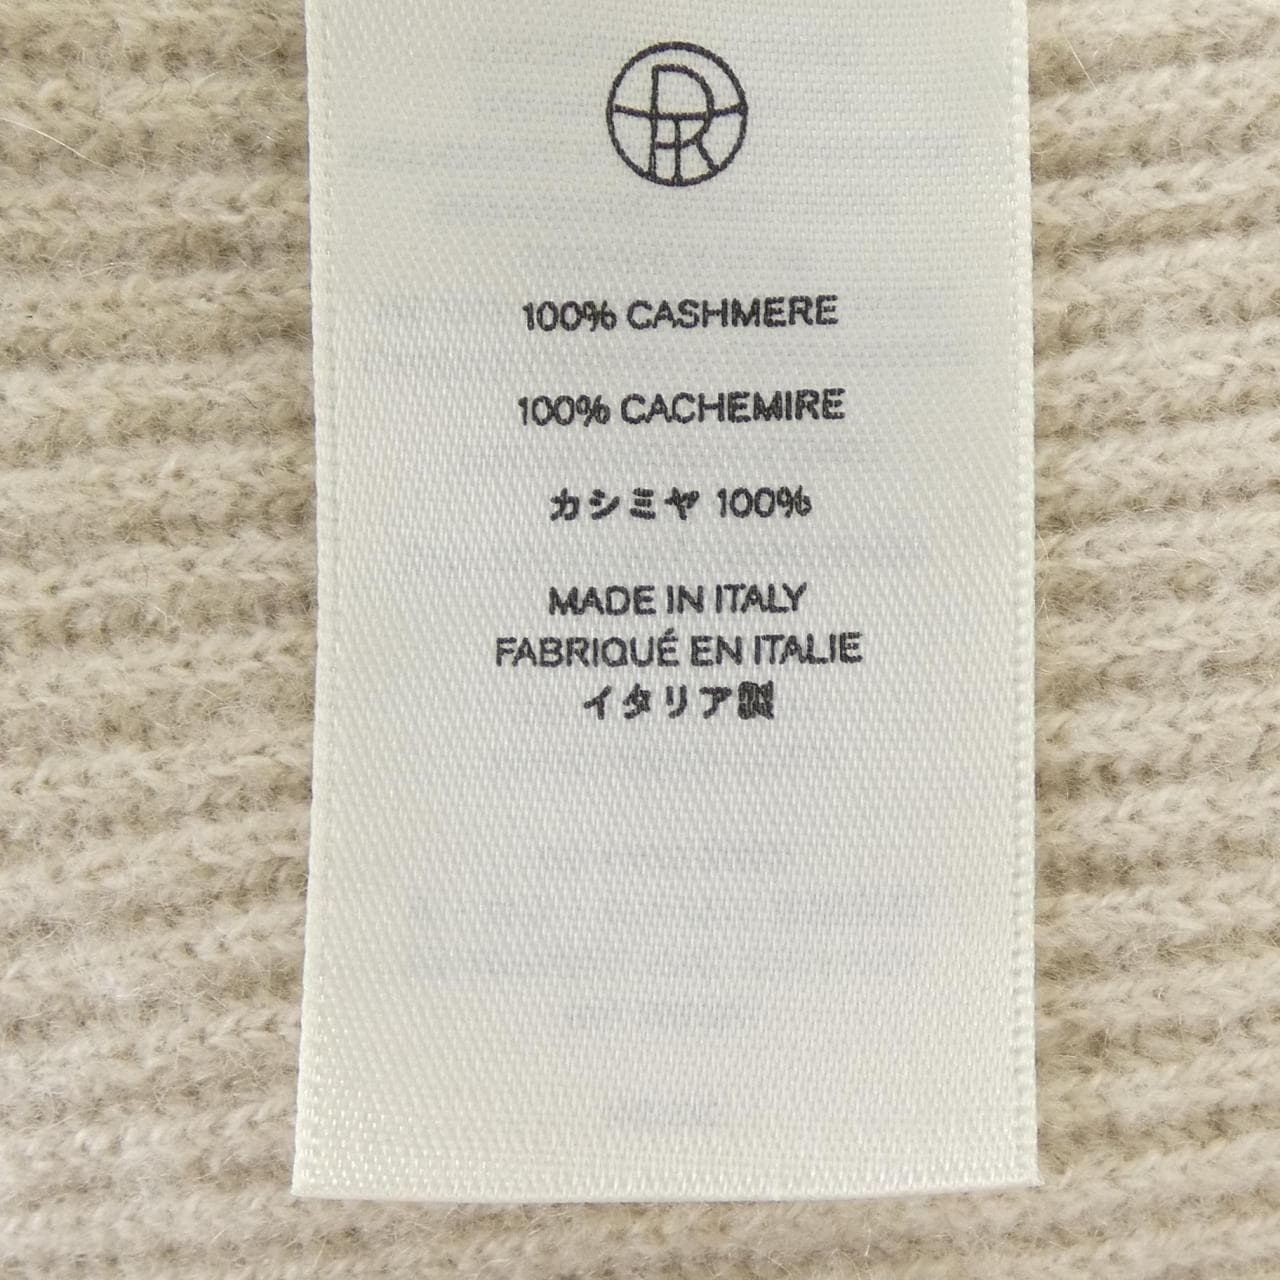 100% CASHMERE
100% CACHEMIRE
カシミヤ 100%
MADE IN ITALY
FABRIQUÉ EN ITALIE
イタリア製